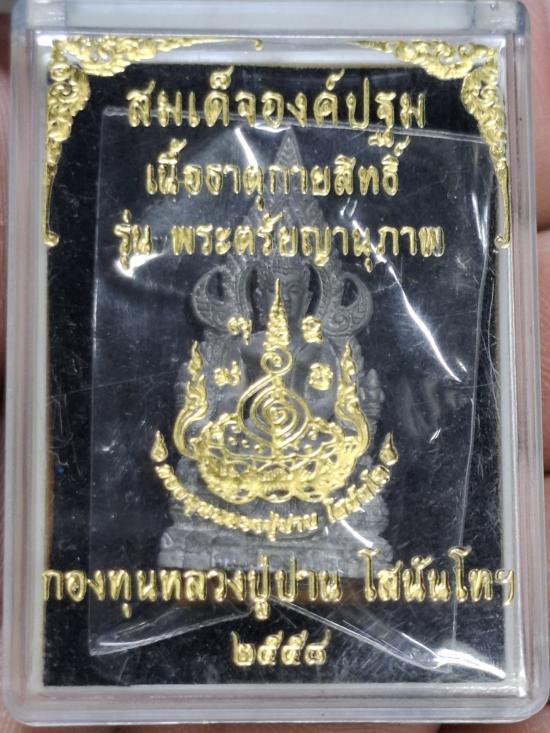 สมเด็จองค์ปฐม
เนื้อธาตุกายสิทธิ์
รุ่น พระตรัยญานุภาพ
กองทุนหลวงปู่ปาน โสนันโทฯ
๒๕๕๔